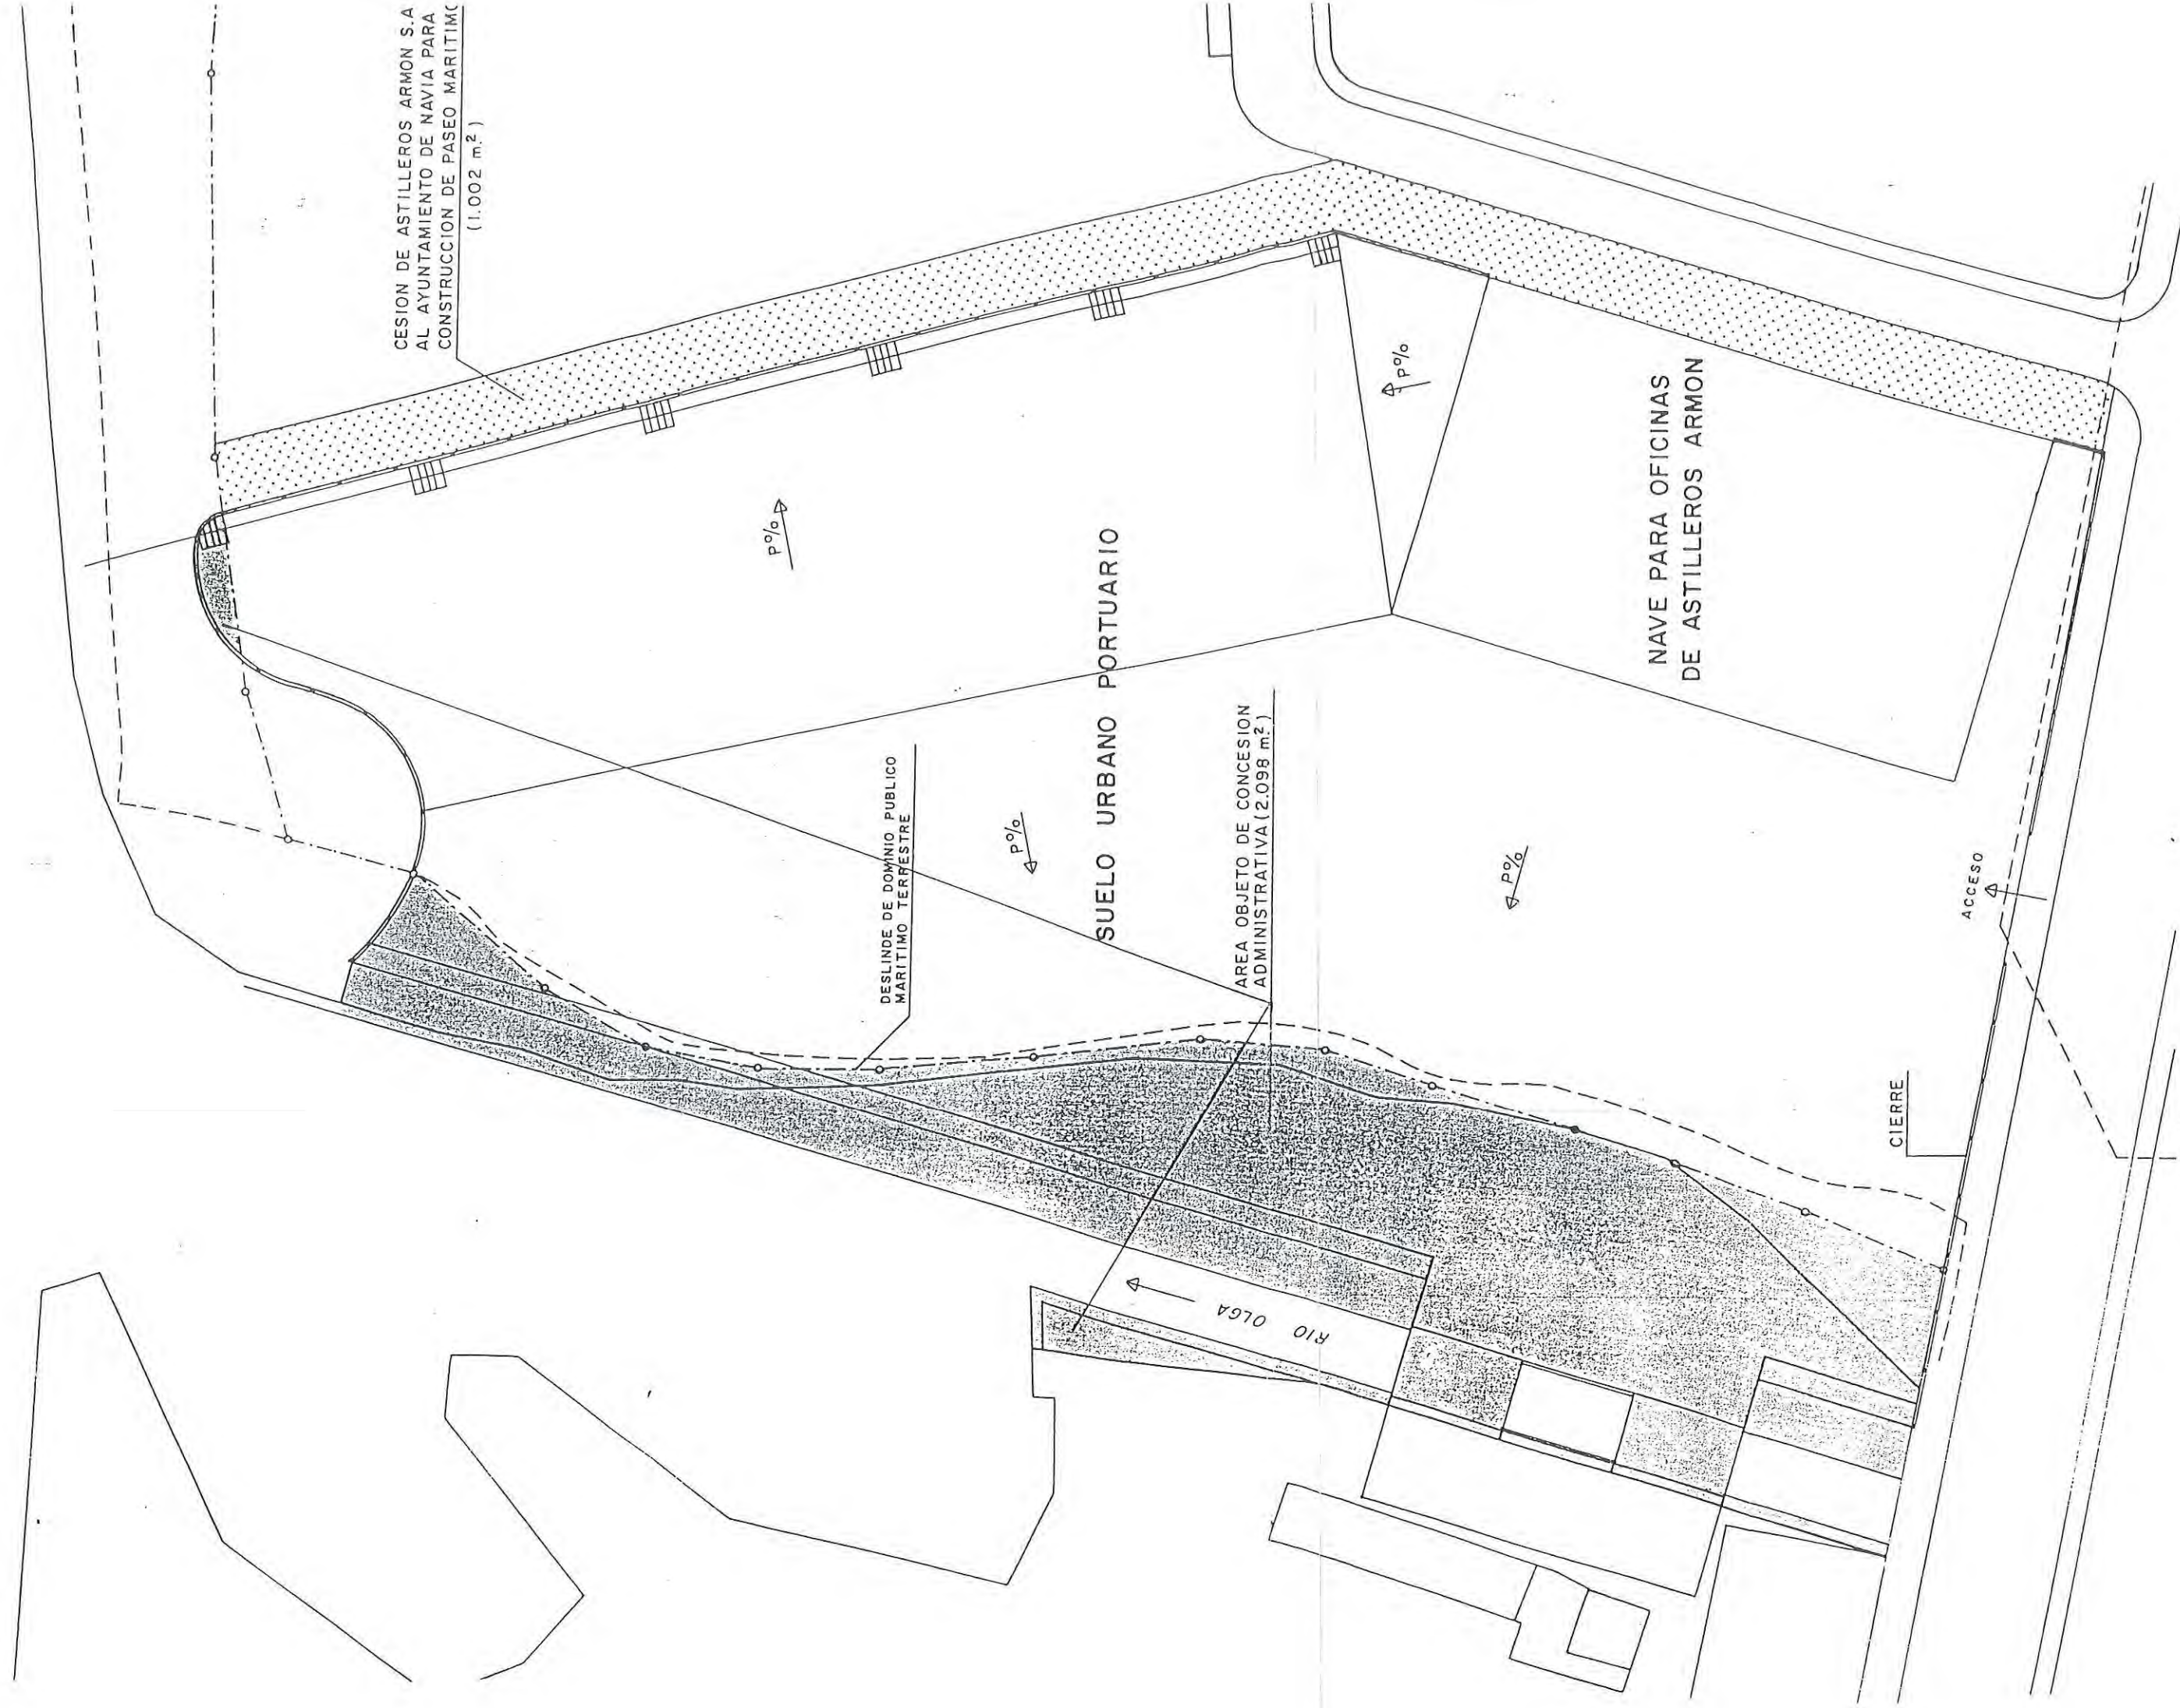 CESION DE ASTILLEROS ARMON S.A
AL AYUNTAMIENTO DE NAVIA PARA
CONSTRUCCION DE PASEO MARITIMO
(1.002 m²)
P%
P%
NAVE PARA OFICINAS
DE ASTILLEROS ARMON
SUELO URBANO PORTUARIO
DESLINDE DE DOMINIO PUBLICO
MARITIMO TERRESTRE
P%
AREA OBJETO DE CONCESION
ADMINISTRATIVA (2.098 m²)
P%
ACCESO
CIERRE
RIO OLGA